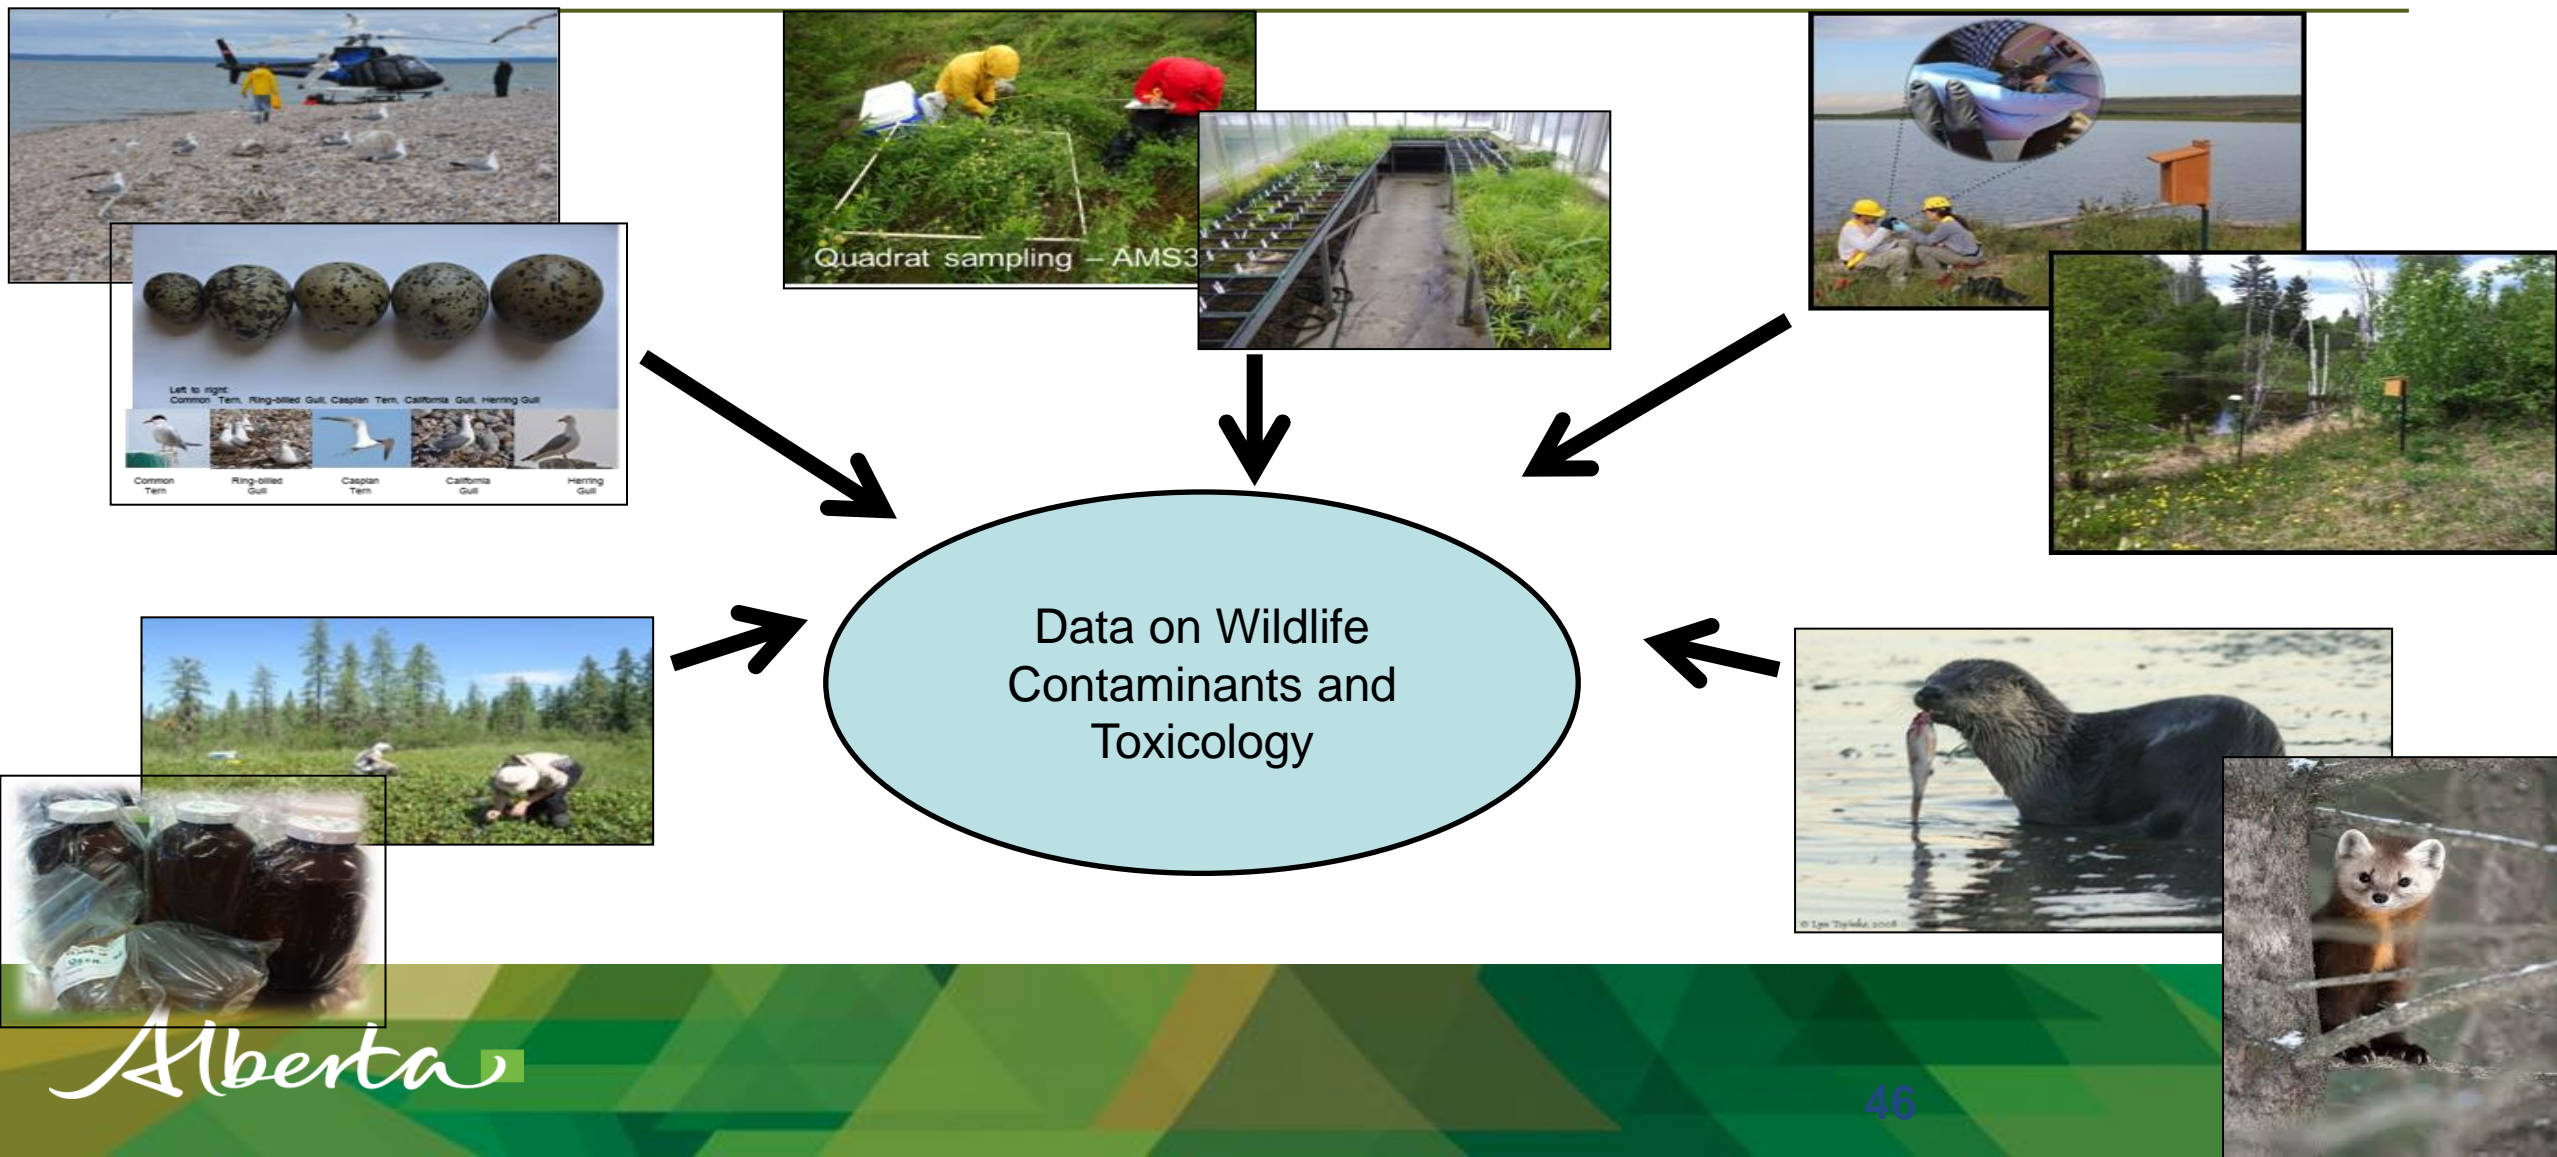 Quadrat sampling – AMS3
Left to right:
Common Tern, Ring-billed Gull, Caspian Tern, California Gull, Herring Gull
Common
Tern
Ring-billed
Gull
Caspian
Tern
California
Gull
Herring
Gull
Data on Wildlife
Contaminants and
Toxicology
Alberta
46